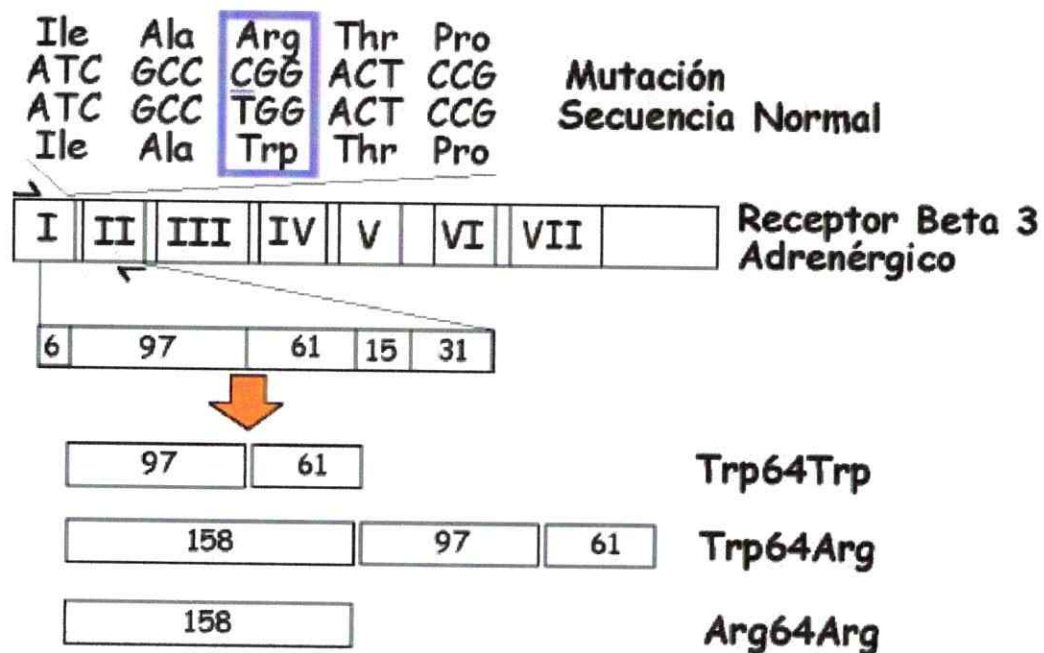 Ile Ala Arg Thr Pro
ATC GCC CGG ACT CCG Mutación
ATC GCC TGG ACT CCG Secuencia Normal
Ile Ala Trp Thr Pro
I II III IV V VI VII Receptor Beta 3
Adrenérgico
6 97 61 15 31
97 61 Trp64Trp
158 97 61 Trp64Arg
158 Arg64Arg